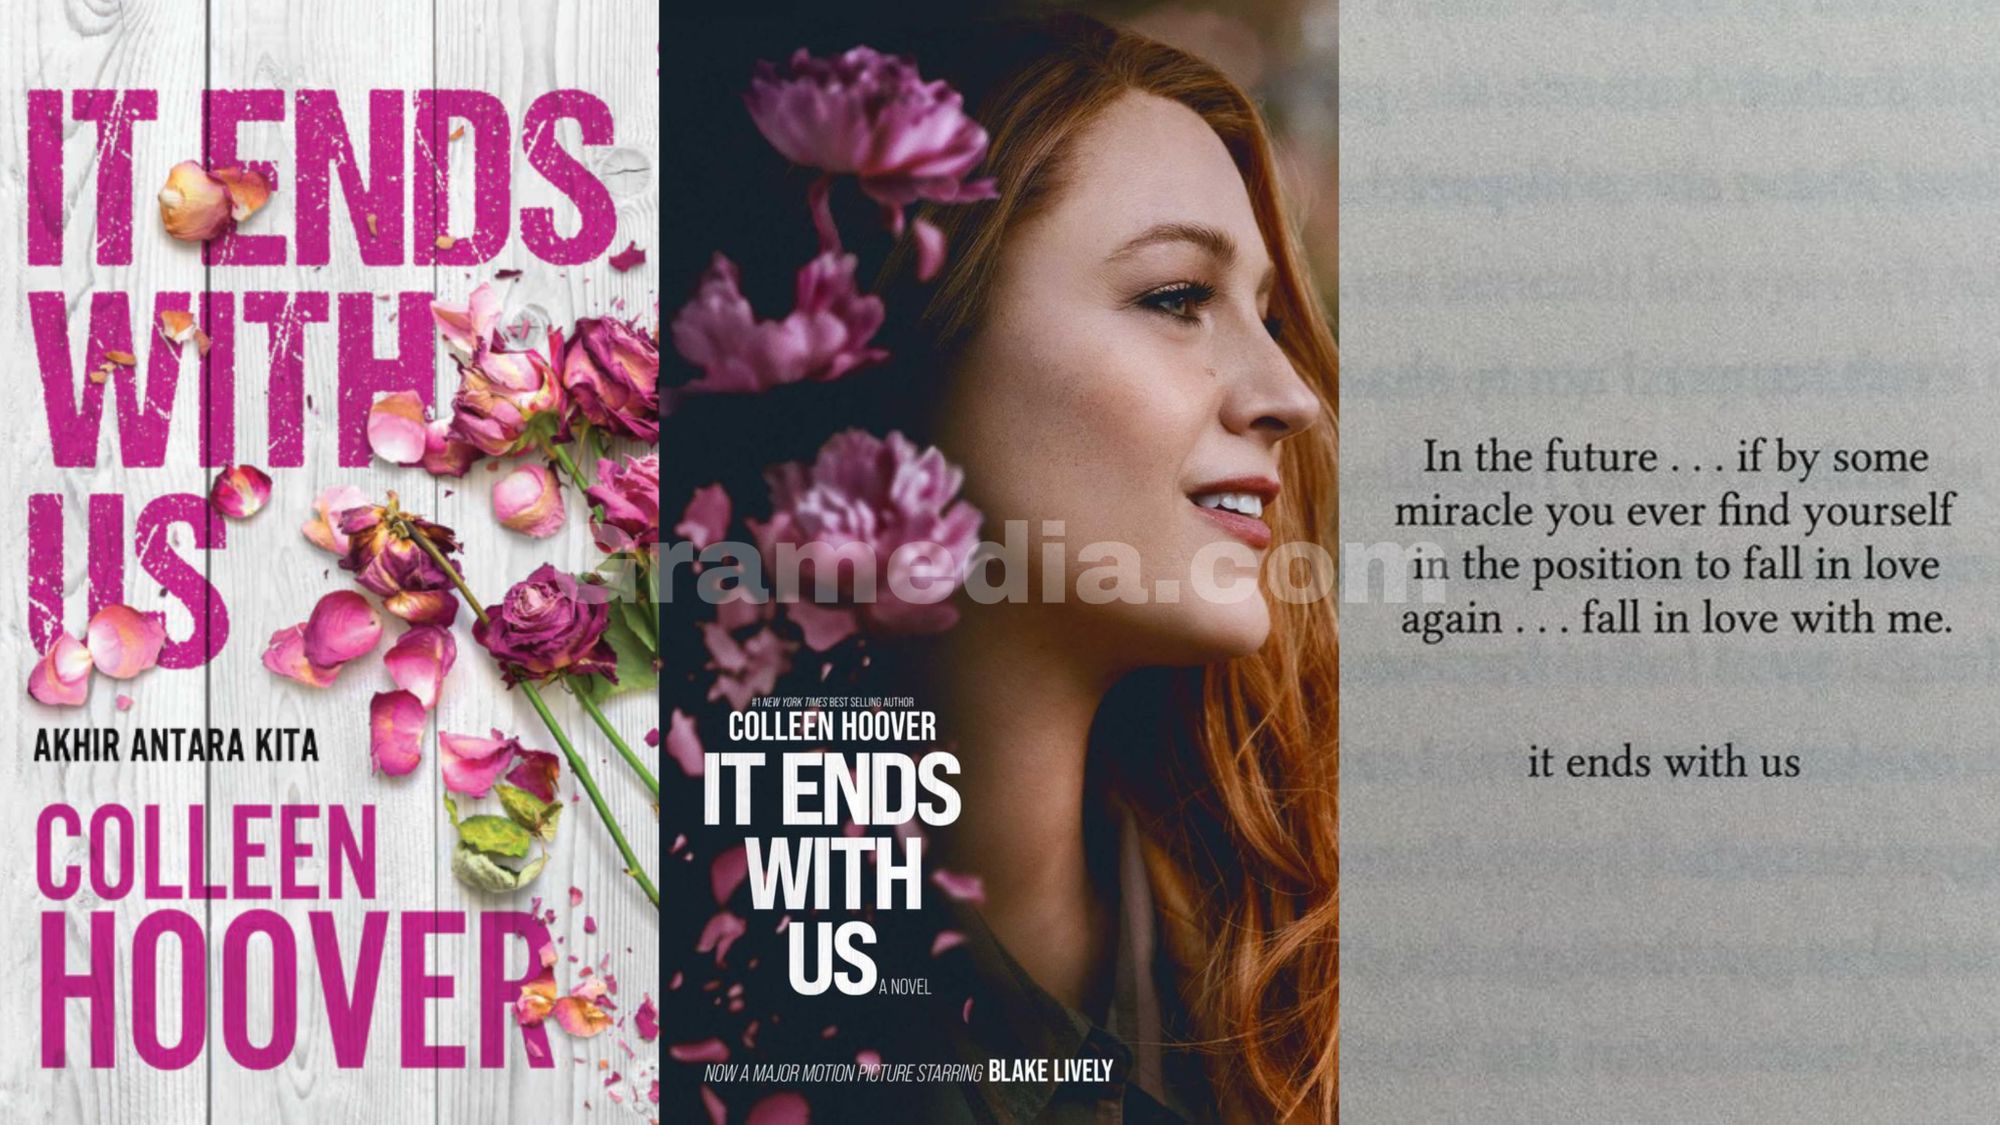 IT ENDS
WITH
US
AKHIR ANTARA KITA
COLLEEN
HOOVER
#1 NEW YORK TIMES BEST SELLING AUTHOR
COLLEEN HOOVER
IT ENDS
WITH
US
A NOVEL
NOW A MAJOR MOTION PICTURE STARRING BLAKE LIVELY
Gramedia.com
In the future . . . if by some
miracle you ever find yourself
in the position to fall in love
again . . . fall in love with me.
it ends with us